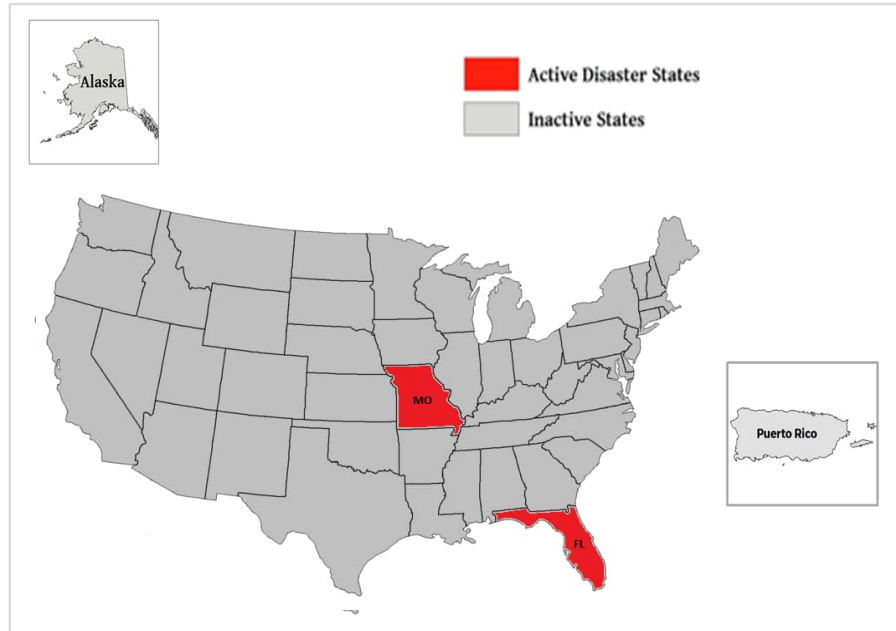 Alaska
Active Disaster States
Inactive States
MO
Puerto Rico
FL